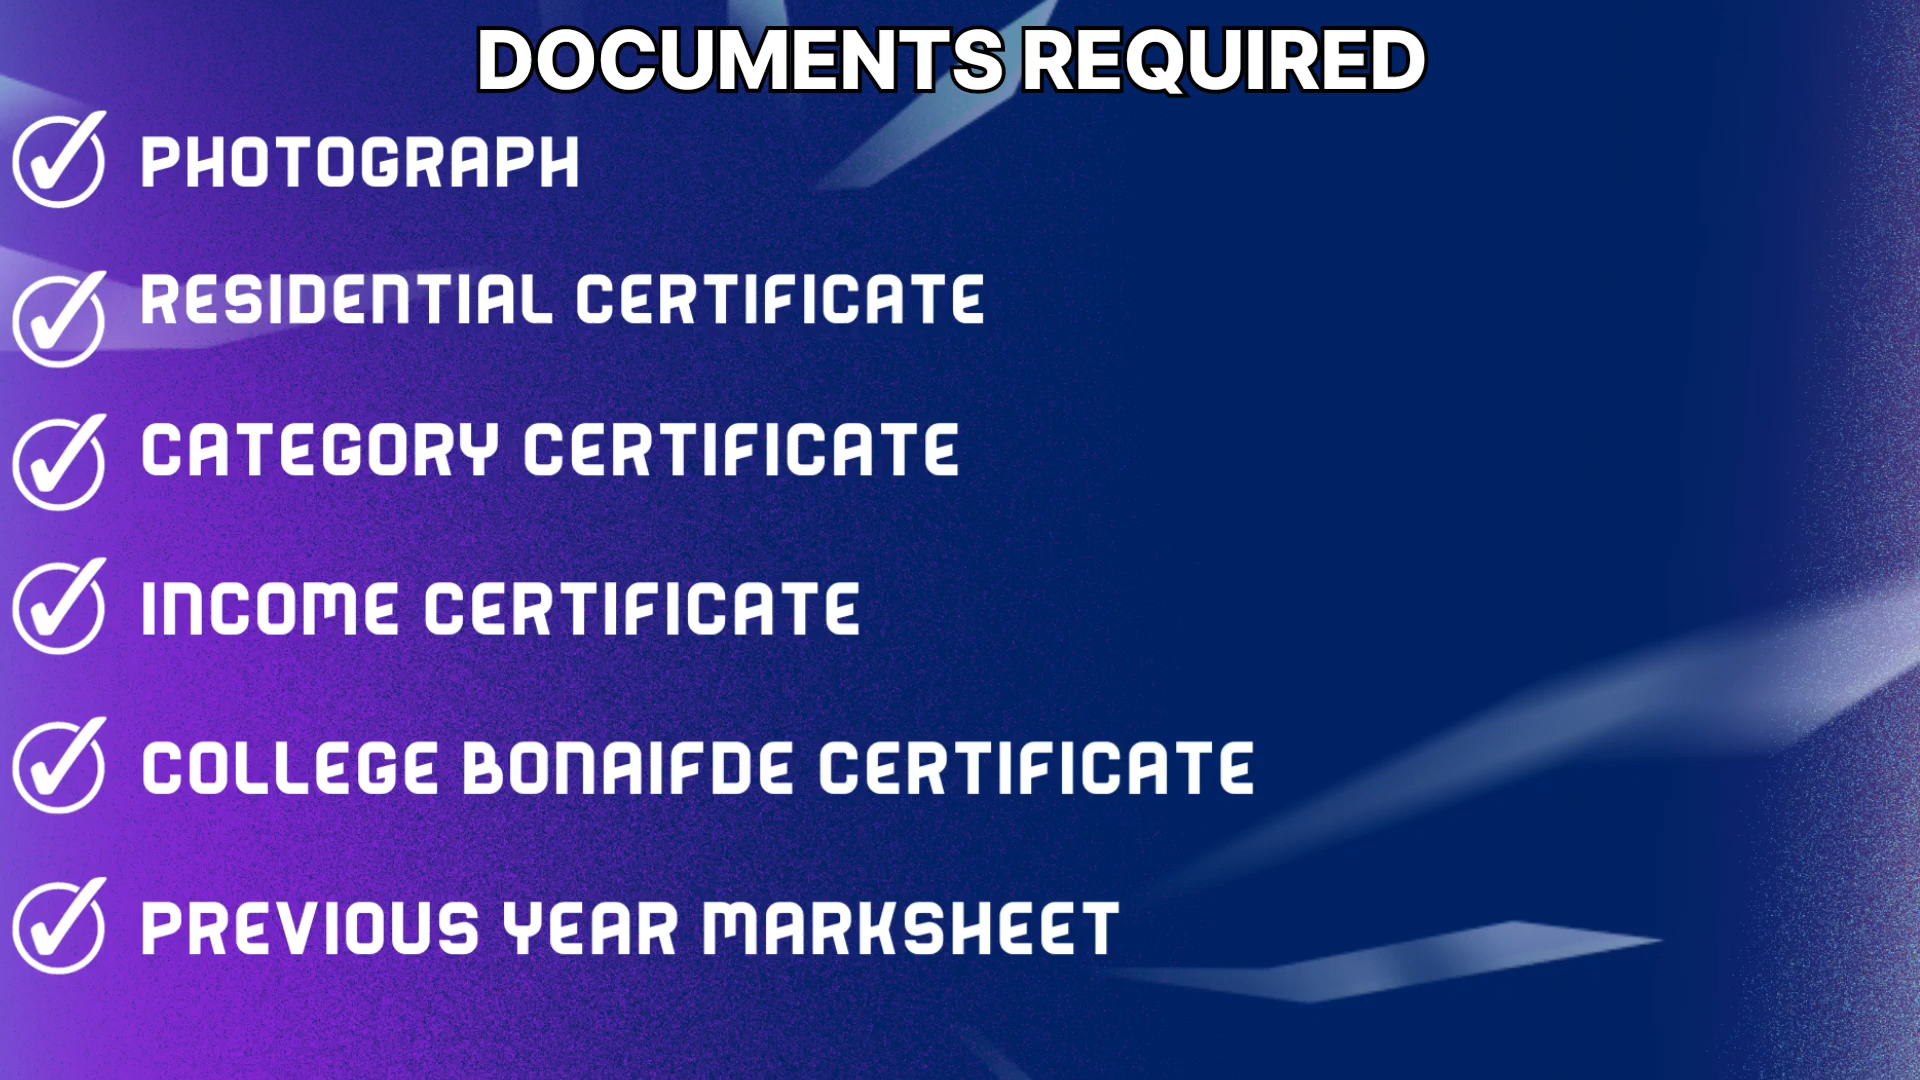 DOCUMENTS REQUIRED
PHOTOGRAPH
RESIDENTIAL CERTIFICATE
CATEGORY CERTIFICATE
INCOME CERTIFICATE
COLLEGE BONAIFDE CERTIFICATE
PREVIOUS YEAR MARKSHEET